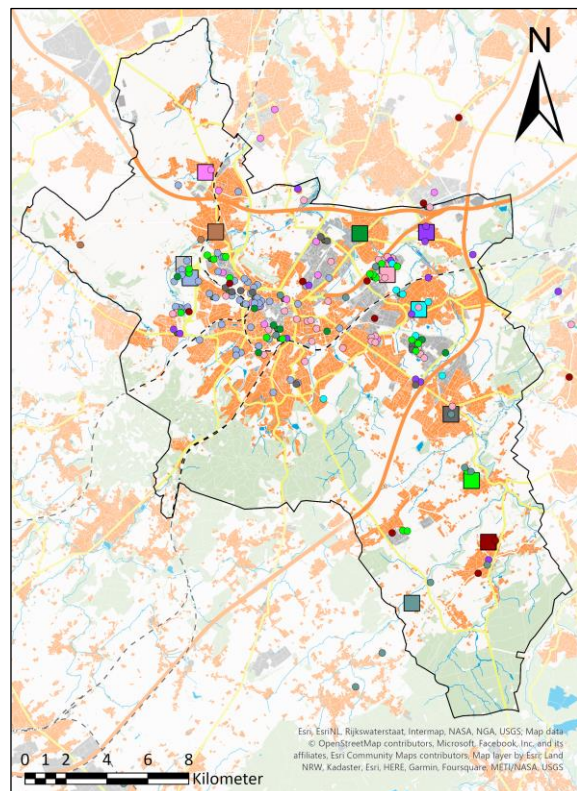 N
Esri, EsriNL, Rijkswaterstaat, Intermap, NASA, NGA, USGS; Map data
© OpenStreetMap contributors, Microsoft, Facebook, Inc. and its
affiliates, Esri Community Maps contributors, Map layer by Esri; Land
NRW, Kadaster, Esri, HERE, Garmin, Foursquare, METI/NASA, USGS
0 1 2 4 6 8
Kilometer